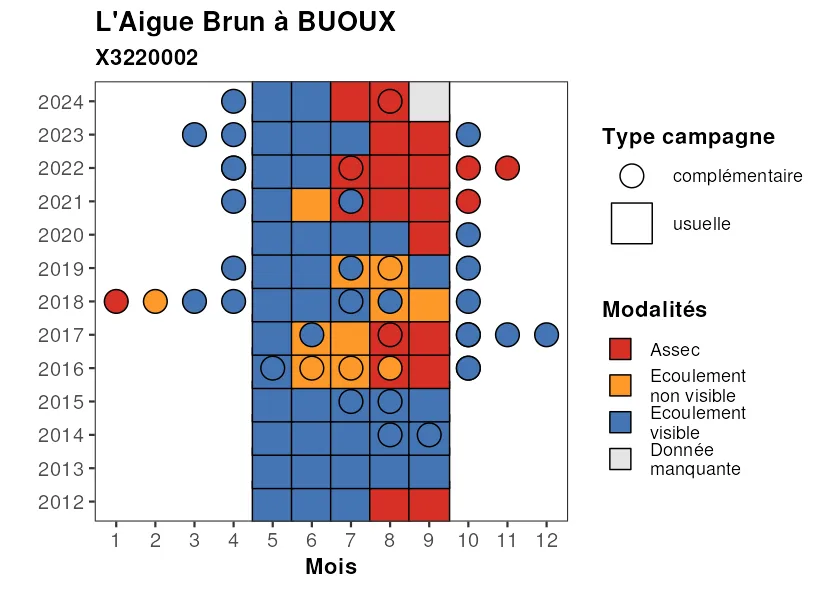 L'Aigue Brun à BUOUX
X3220002
2024
2023
2022
2021
2020
2019
2018
2017
2016
2015
2014
2013
2012
1 2 3 4 5 6 7 8 9 10 11 12
Mois
Type campagne
complémentaire
usuelle
Modalités
Assec
Ecoulement
non visible
Ecoulement
visible
Donnée
manquante